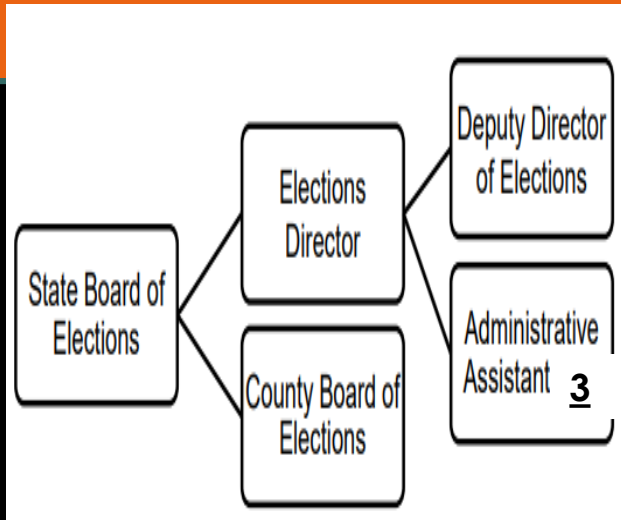 State Board of
Elections
Elections
Director
County Board of
Elections
Deputy Director
of Elections
Administrative
Assistant 3